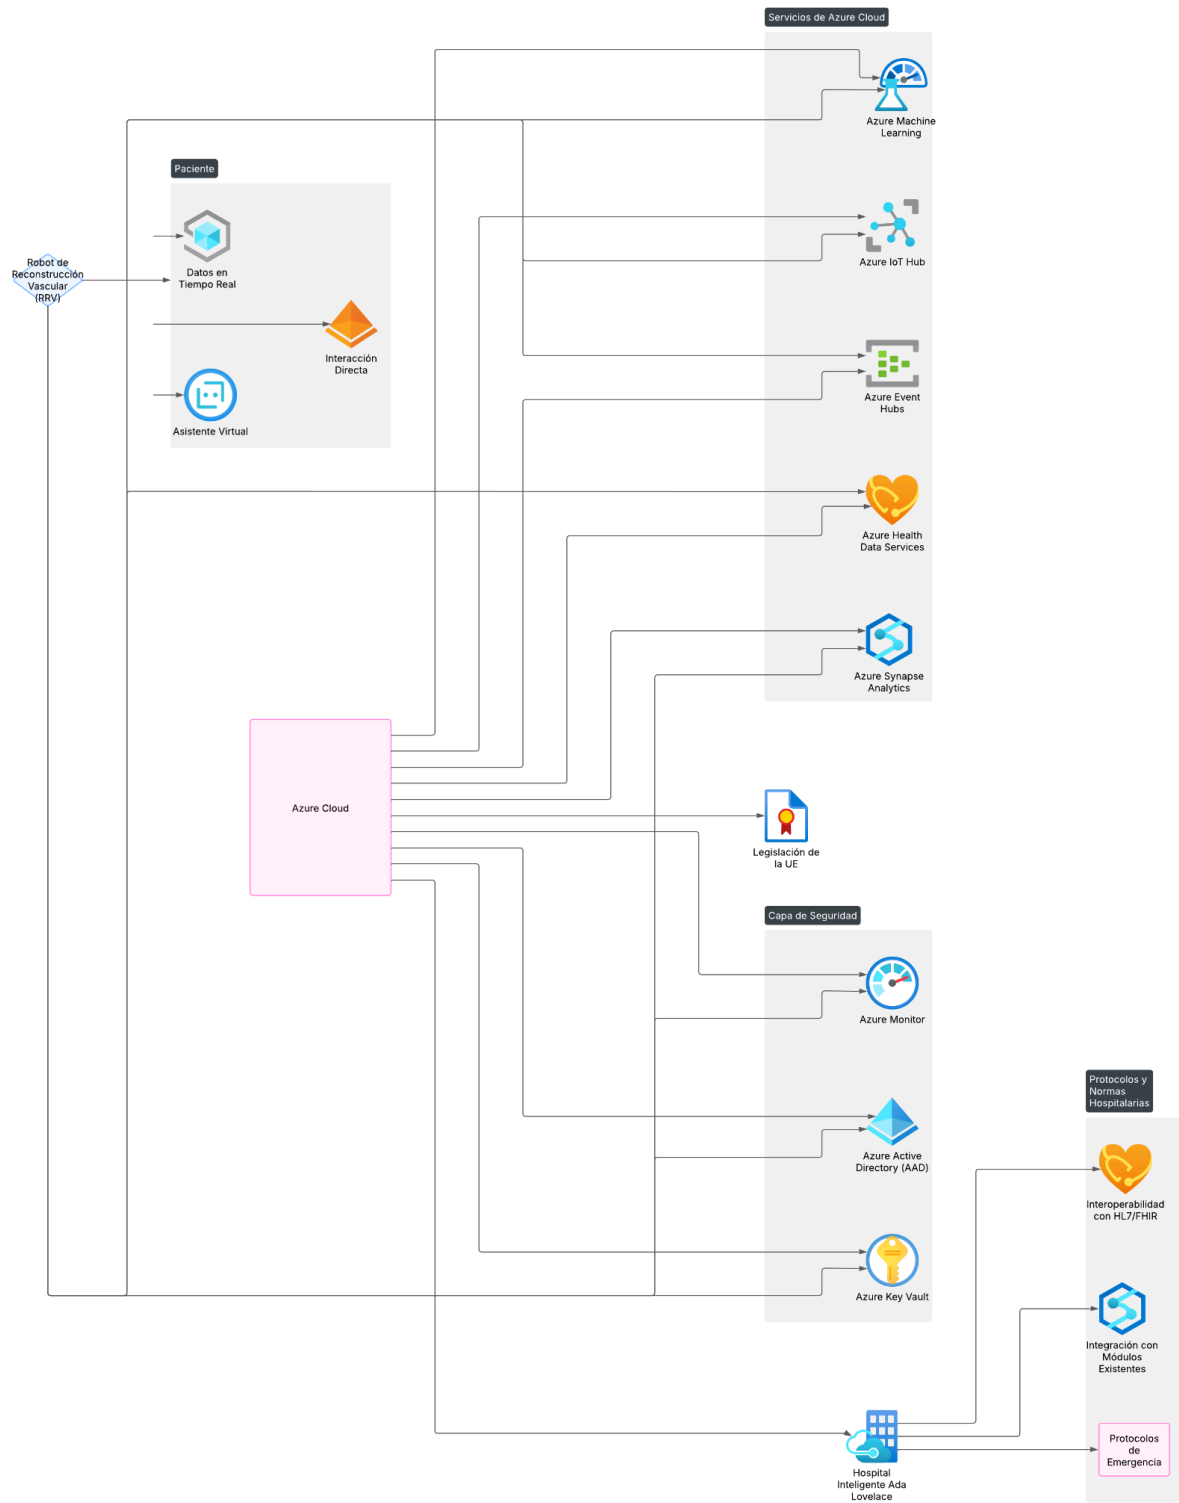 Servicios de Azure Cloud
Azure Machine
Learning
Paciente
Datos en
Tiempo Real
Robot de
Reconstrucción
Vascular
(RRV)
Azure IoT Hub
Interacción
Directa
Asistente Virtual
Azure Event
Hubs
Azure Health
Data Services
Azure Synapse
Analytics
Azure Cloud
Legislación de
la UE
Capa de Seguridad
Azure Monitor
Azure Active
Directory (AAD)
Azure Key Vault
Protocolos y
Normas
Hospitalarias
Interoperabilidad
con HL7/FHIR
Integración con
Módulos
Existentes
Protocolos
de
Emergencia
Hospital
Inteligente Ada
Lovelace